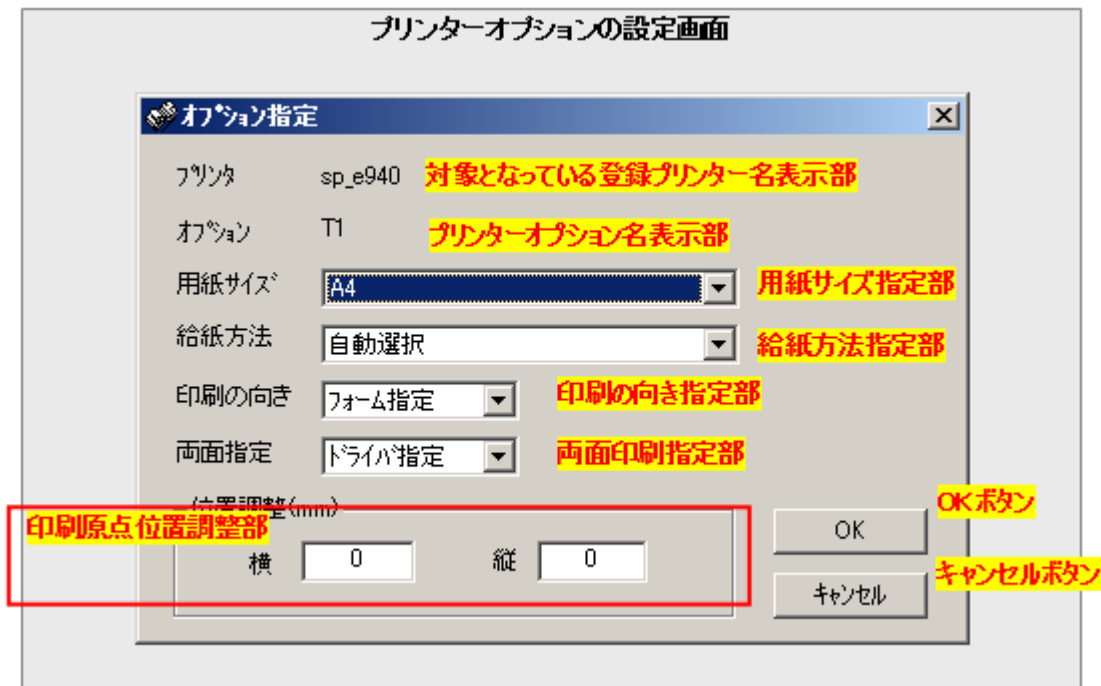 プリンターオプションの設定画面
オプション指定
プリンタ sp_e940 対象となっている登録プリンター名表示部
オプション T1 プリンターオプション名表示部
用紙サイズ A4 用紙サイズ指定部
給紙方法 自動選択 給紙方法指定部
印刷の向き フォーム指定 印刷の向き指定部
両面指定 ドライバ指定 両面印刷指定部
位置調整(mm) OKボタン
印刷原点位置調整部 OK
横 0 縦 0 キャンセルボタン
キャンセル